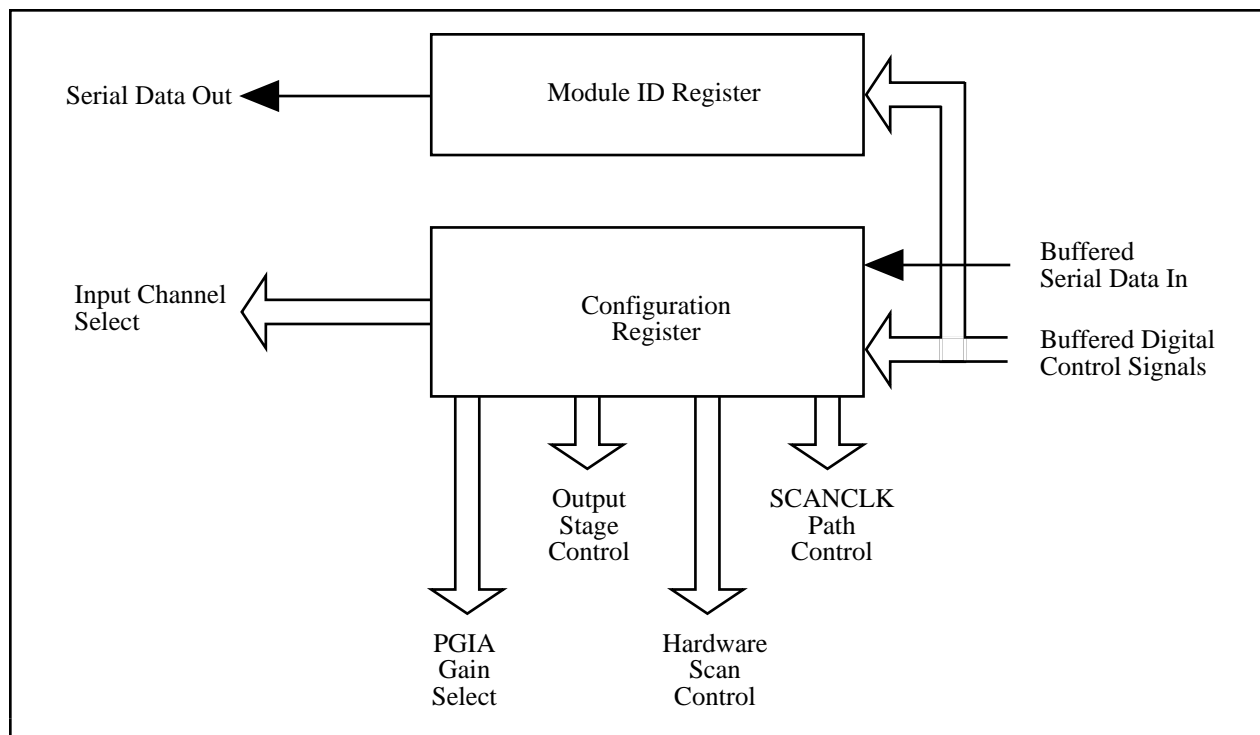 Serial Data Out
Module ID Register
Buffered
Serial Data In
Input Channel
Select
Configuration
Register
Buffered Digital
Control Signals
Output
Stage
Control
SCANCLK
Path
Control
PGIA
Gain
Select
Hardware
Scan
Control